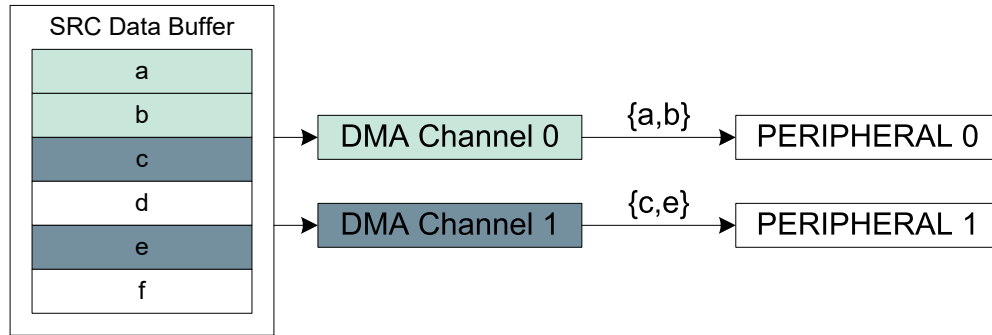 SRC Data Buffer
a
b
c
d
e
f
DMA Channel 0
{a,b}
PERIPHERAL 0
DMA Channel 1
{c,e}
PERIPHERAL 1